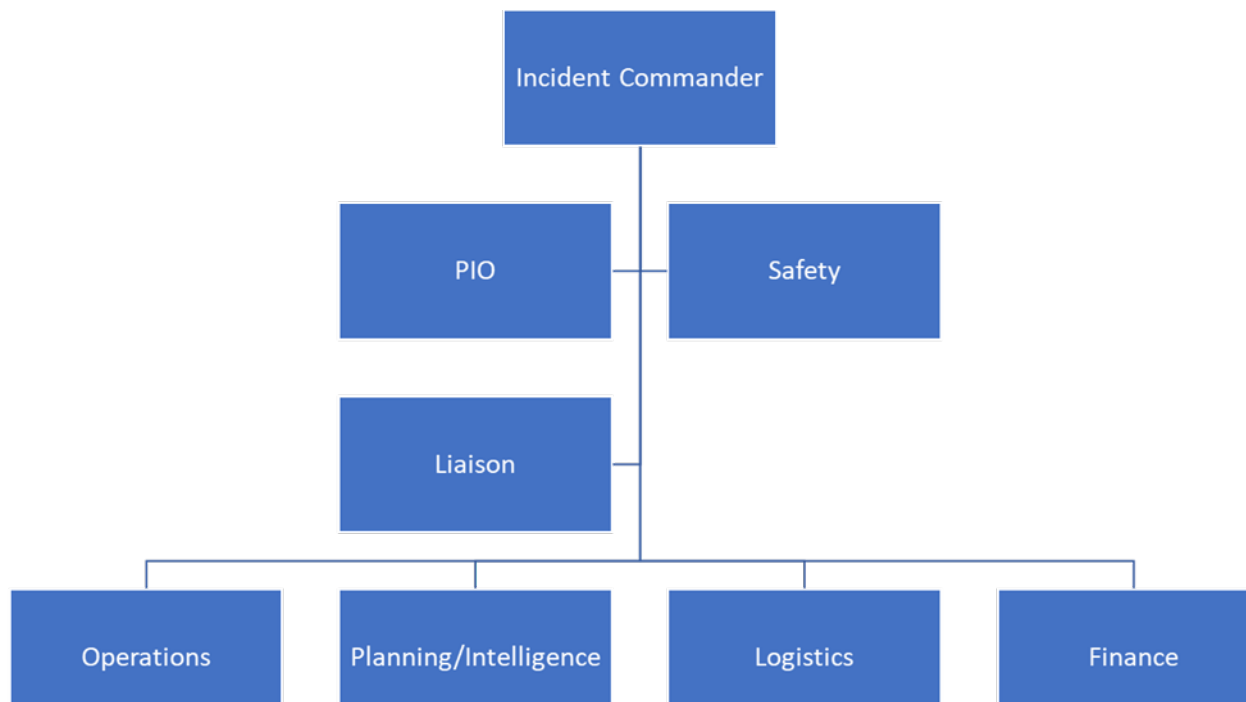 Incident Commander
PIO
Safety
Liaison
Operations
Planning/Intelligence
Logistics
Finance